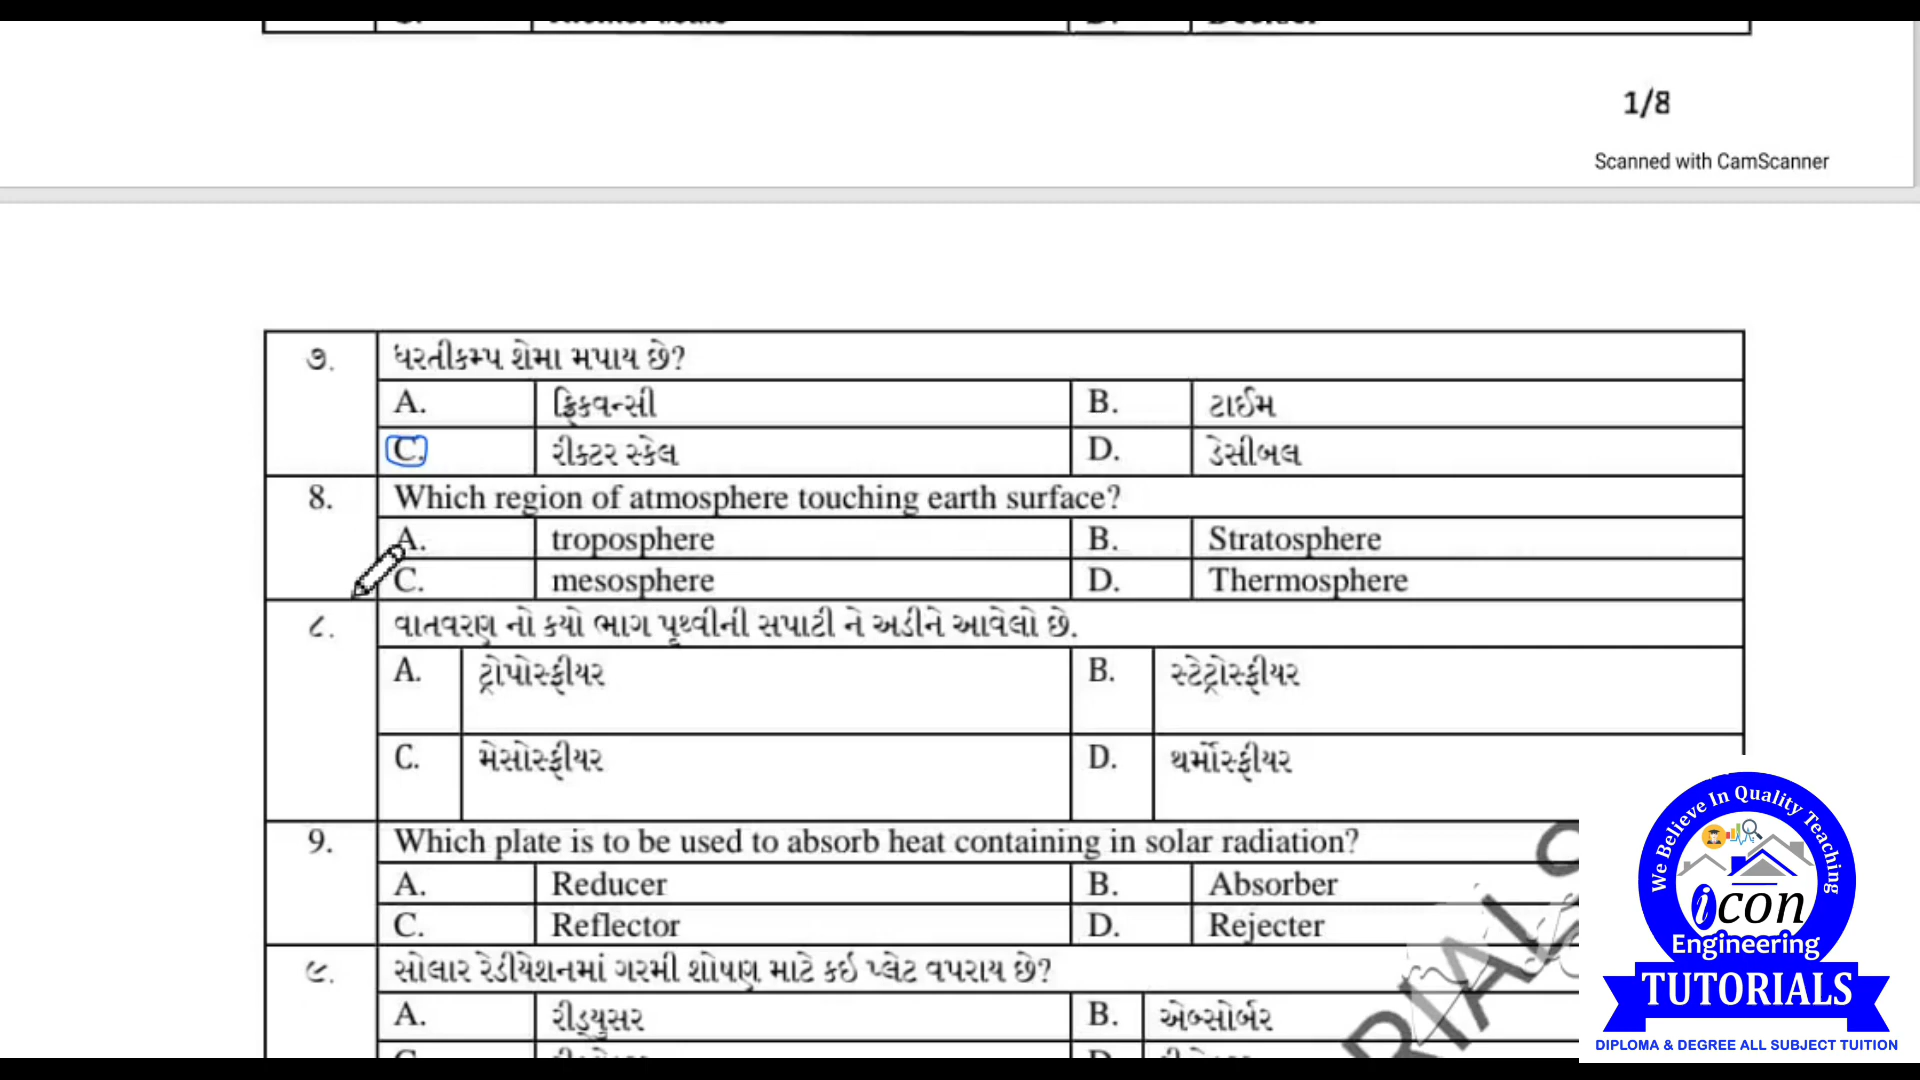 1/8
Scanned with CamScanner
૭. ધરતીકમ્પ શેમા મપાય છે?
A. ફ્રિકવન્સી B. ટાઈમ
C. રીકટર સ્કેલ D. ડેસીબલ
8. Which region of atmosphere touching earth surface?
A. troposphere B. Stratosphere
C. mesosphere D. Thermosphere
૮. વાતવરણ નો કયો ભાગ પૃથ્વીની સપાટી ને અડીને આવેલો છે.
A. ટ્રોપોસ્ફીયર B. સ્ટેટ્રોસ્ફીયર
C. મેસોસ્ફીયર D. થર્મોસ્ફીયર
9. Which plate is to be used to absorb heat containing in solar radiation?
A. Reducer B. Absorber
C. Reflector D. Rejecter
૯. સોલાર રેડીયેશનમાં ગરમી શોષણ માટે કઇ પ્લેટ વપરાય છે?
A. રીડ્યુસર B. એબ્સોર્બર
We Believe In Quality Teaching
icon
Engineering
TUTORIALS
DIPLOMA & DEGREE ALL SUBJECT TUITION